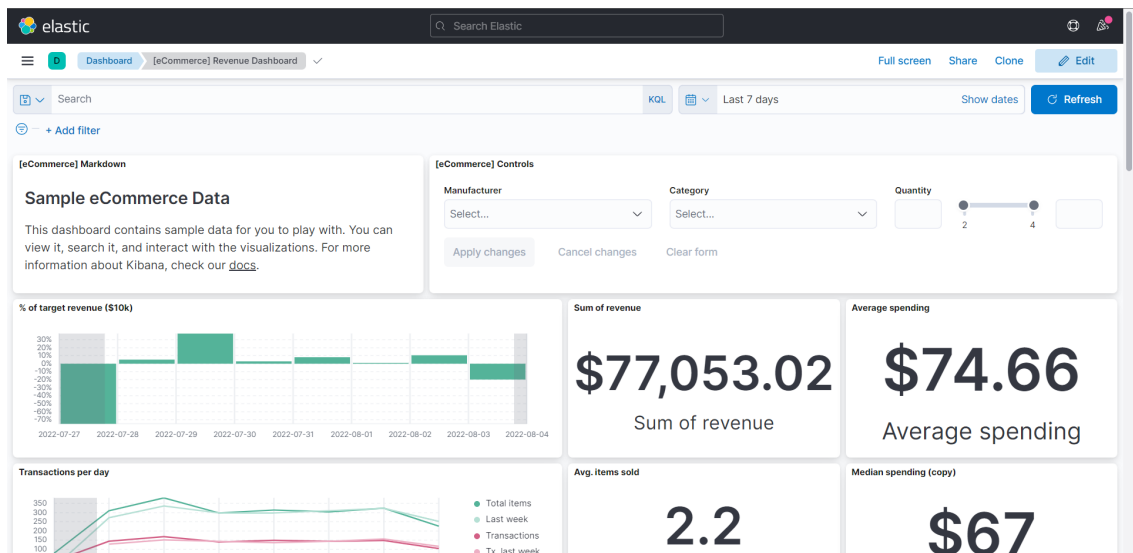 elastic
Search Elastic
D
Dashboard
[eCommerce] Revenue Dashboard
Full screen
Share
Clone
Edit
Search
KQL
Last 7 days
Show dates
Refresh
+ Add filter
[eCommerce] Markdown
Sample eCommerce Data
This dashboard contains sample data for you to play with. You can
view it, search it, and interact with the visualizations. For more
information about Kibana, check our docs.
[eCommerce] Controls
Manufacturer
Select...
Category
Select...
Quantity
2
4
Apply changes
Cancel changes
Clear form
% of target revenue ($10k)
30%
20%
10%
0%
-10%
-20%
-30%
-40%
-50%
-60%
-70%
2022-07-27
2022-07-28
2022-07-29
2022-07-30
2022-07-31
2022-08-01
2022-08-02
2022-08-03
2022-08-04
Sum of revenue
$77,053.02
Sum of revenue
Average spending
$74.66
Average spending
Transactions per day
350
300
250
200
150
100
Total items
Last week
Transactions
Tx. last week
Avg. items sold
2.2
Median spending (copy)
$67